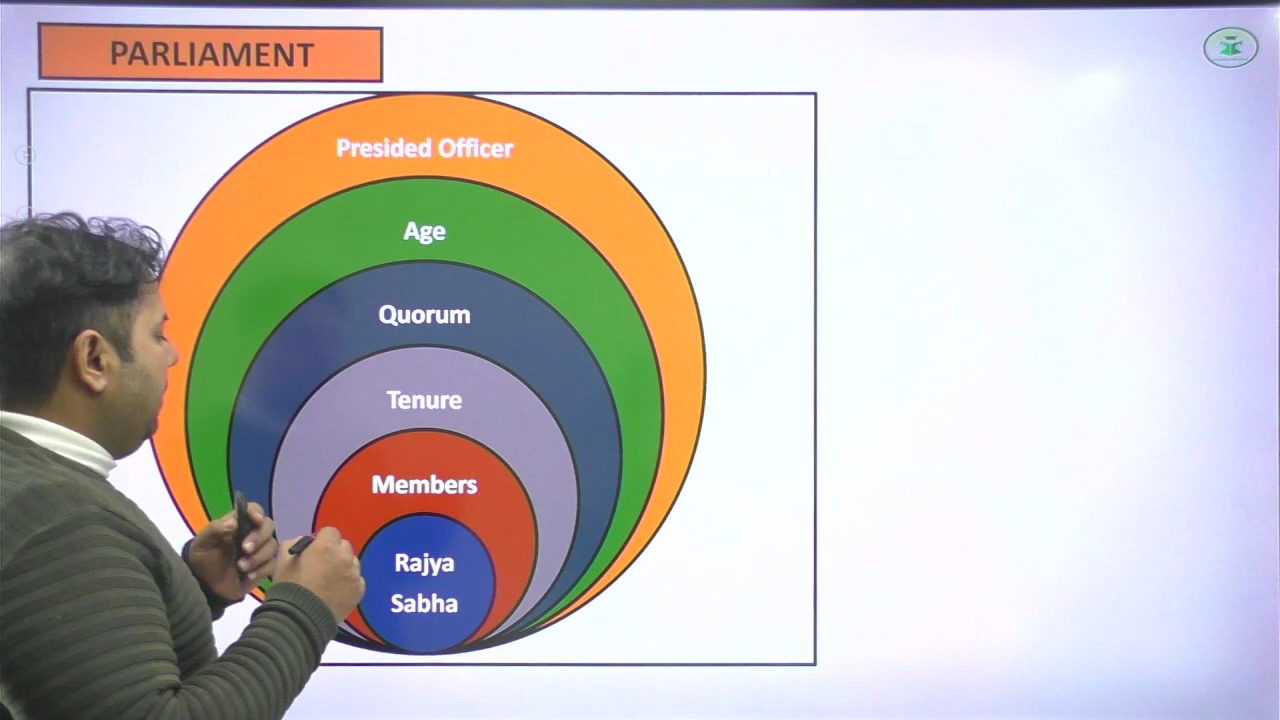 PARLIAMENT
Presided Officer
Age
Quorum
Tenure
Members
Rajya
Sabha